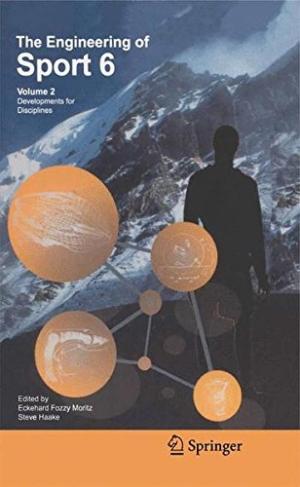 The Engineering of
Sport 6
Volume 2
Developments for
Disciplines
Edited by
Eckehard Fozzy Moritz
Steve Haake
Springer